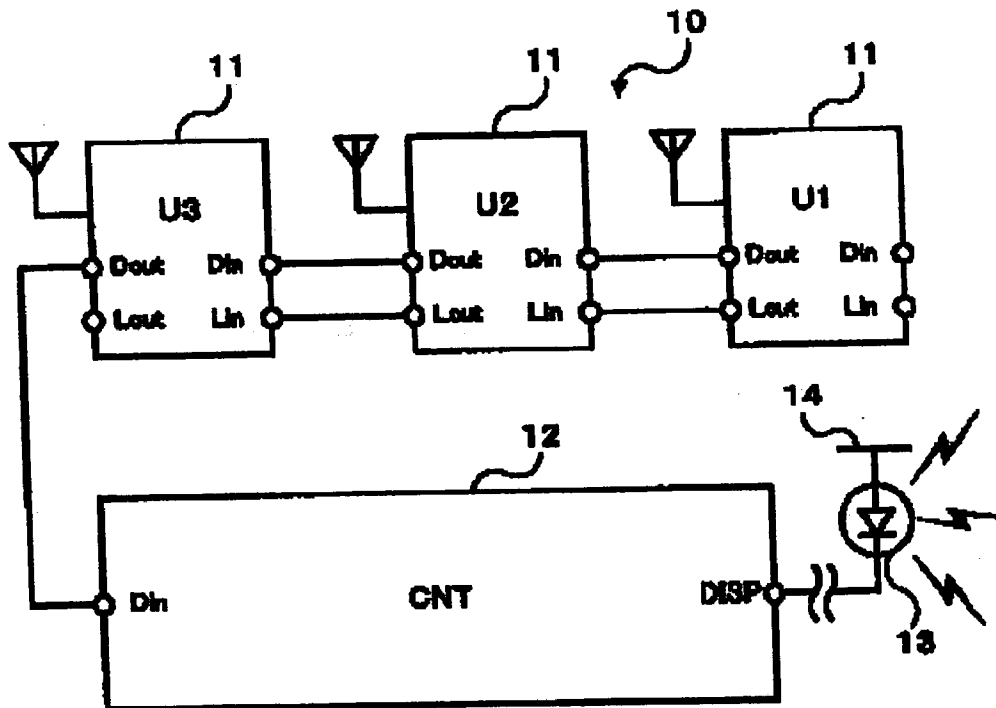 10
11 11 11
U3 U2 U1
Dout Din Dout Din Dout Din
Lout Lin Lout Lin Lout Lin
14
12
Din CNT DISP
13